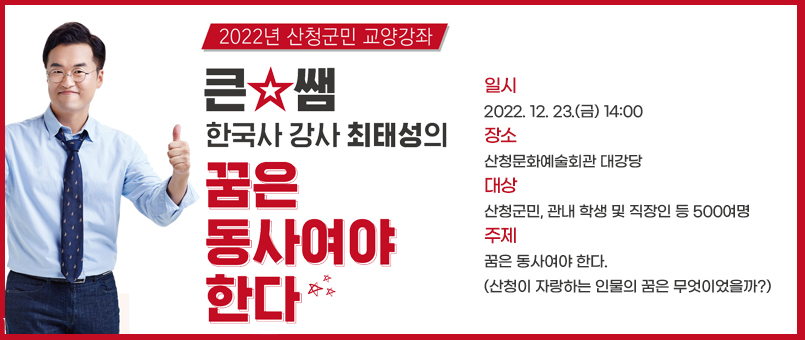 2022년 산청군민 교양강좌
큰☆쌤
한국사 강사 최태성의
꿈은
동사여야
한다
일시
2022. 12. 23.(금) 14:00
장소
산청문화예술회관 대강당
대상
산청군민, 관내 학생 및 직장인 등 500여명
주제
꿈은 동사여야 한다.
(산청이 자랑하는 인물의 꿈은 무엇이었을까?)